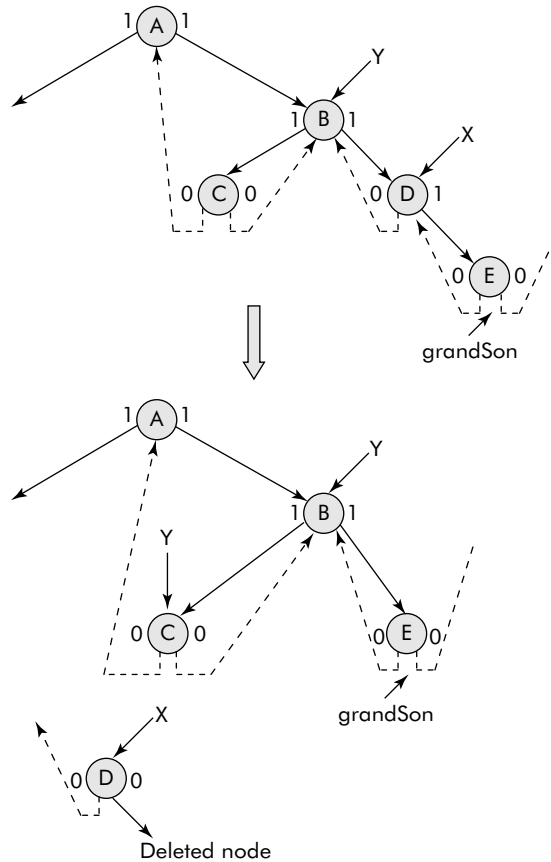 1 A 1
Y
1 B 1
X
0 C 0
0 D 1
0 E 0
grandSon
1 A 1
Y
1 B 1
Y
0 C 0
0 E 0
grandSon
X
0 D 0
Deleted node